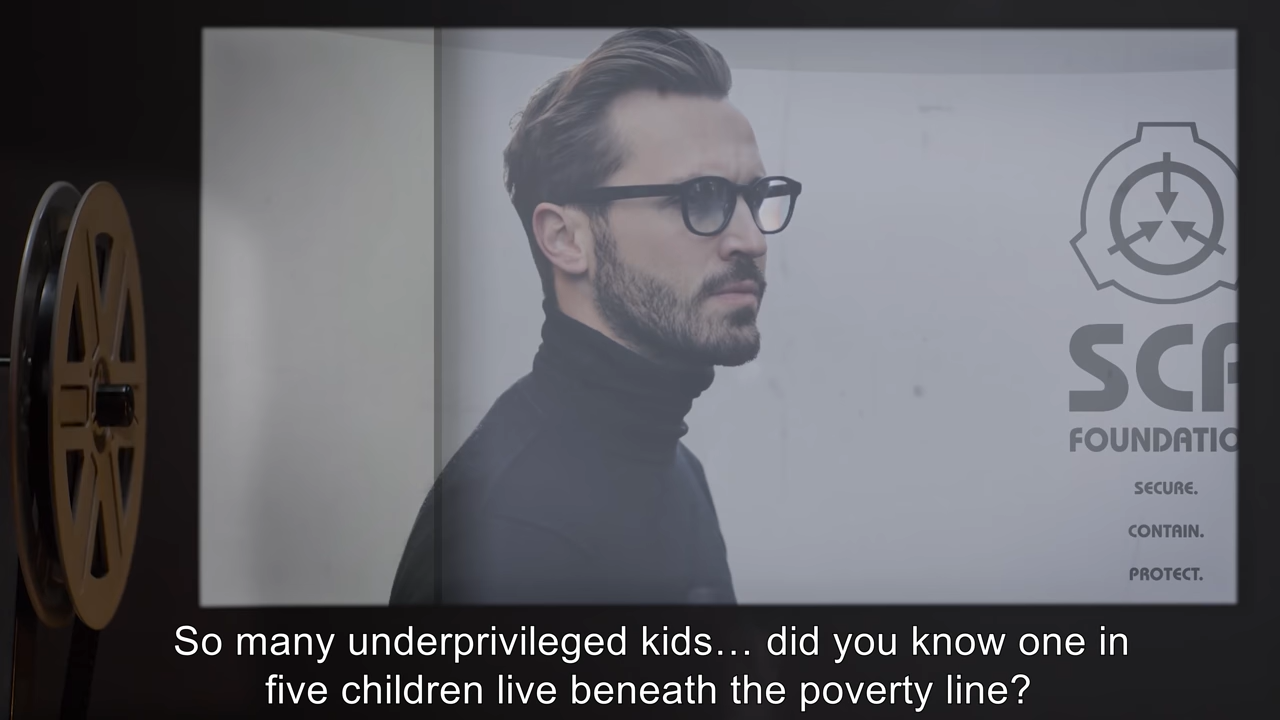 SCP
FOUNDATIO
SECURE.
CONTAIN.
PROTECT.
So many underprivileged kids… did you know one in
five children live beneath the poverty line?